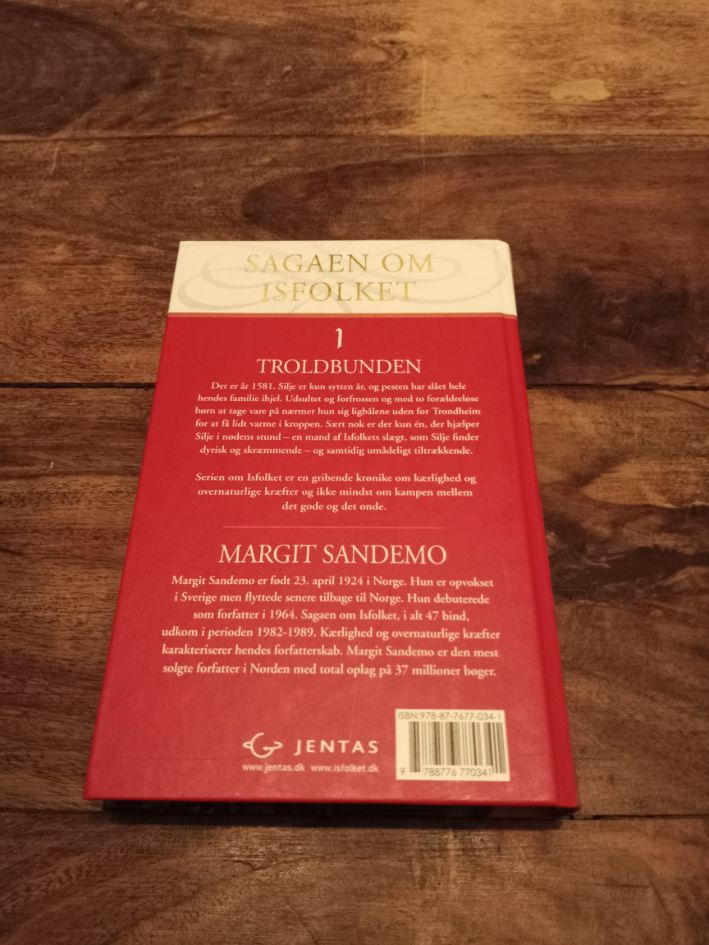 SAGAEN OM
ISFOLKET
1
TROLDBUNDEN
Det er år 1581. Silje er kun sytten år, og pesten har slået hele
hendes familie ihjel. Udsultet og forfrossen og med to forældreløse
børn at tage vare på nærmer hun sig ligbålene uden for Trondheim
for at få lidt varme i kroppen. Sært nok er der kun én, der hjælper
Silje i nødens stund – en mand af Isfolkets slægt, som Silje finder
dyrisk og skræmmende – og samtidig umådeligt tiltrækkende.
Serien om Isfolket er en gribende krønike om kærlighed og
overnaturlige kræfter og ikke mindst om kampen mellem
det gode og det onde.
MARGIT SANDEMO
Margit Sandemo er født 23. april 1924 i Norge. Hun er opvokset
i Sverige men flyttede senere tilbage til Norge. Hun debuterede
som forfatter i 1964. Sagaen om Isfolket, i alt 47 bind,
udkom i perioden 1982-1989. Kærlighed og overnaturlige kræfter
karakteriserer hendes forfatterskab. Margit Sandemo er den mest
solgte forfatter i Norden med total oplag på 37 millioner bøger.
JENTAS
www.jentas.dk www.isfolket.dk
ISBN:978-87-7677-034-1
9 788776 770341